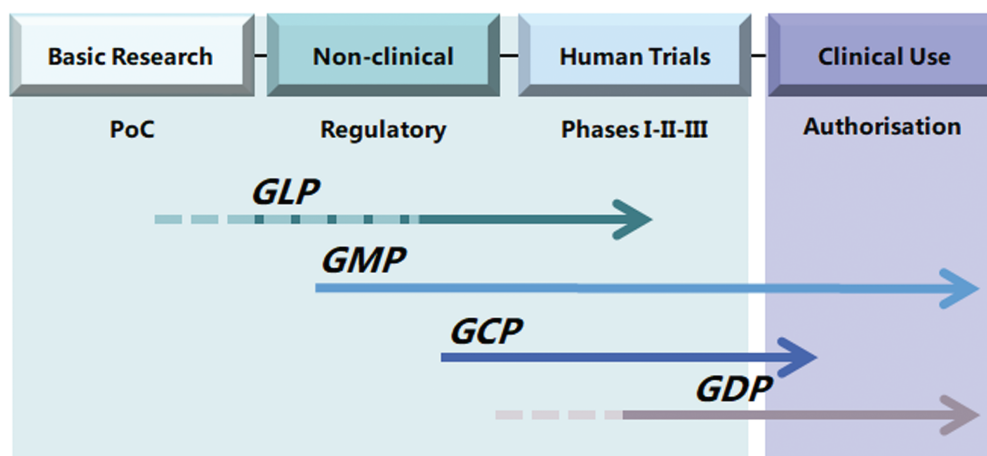 Basic Research
Non-clinical
Human Trials
Clinical Use
PoC
Regulatory
Phases I-II-III
Authorisation
GLP
GMP
GCP
GDP